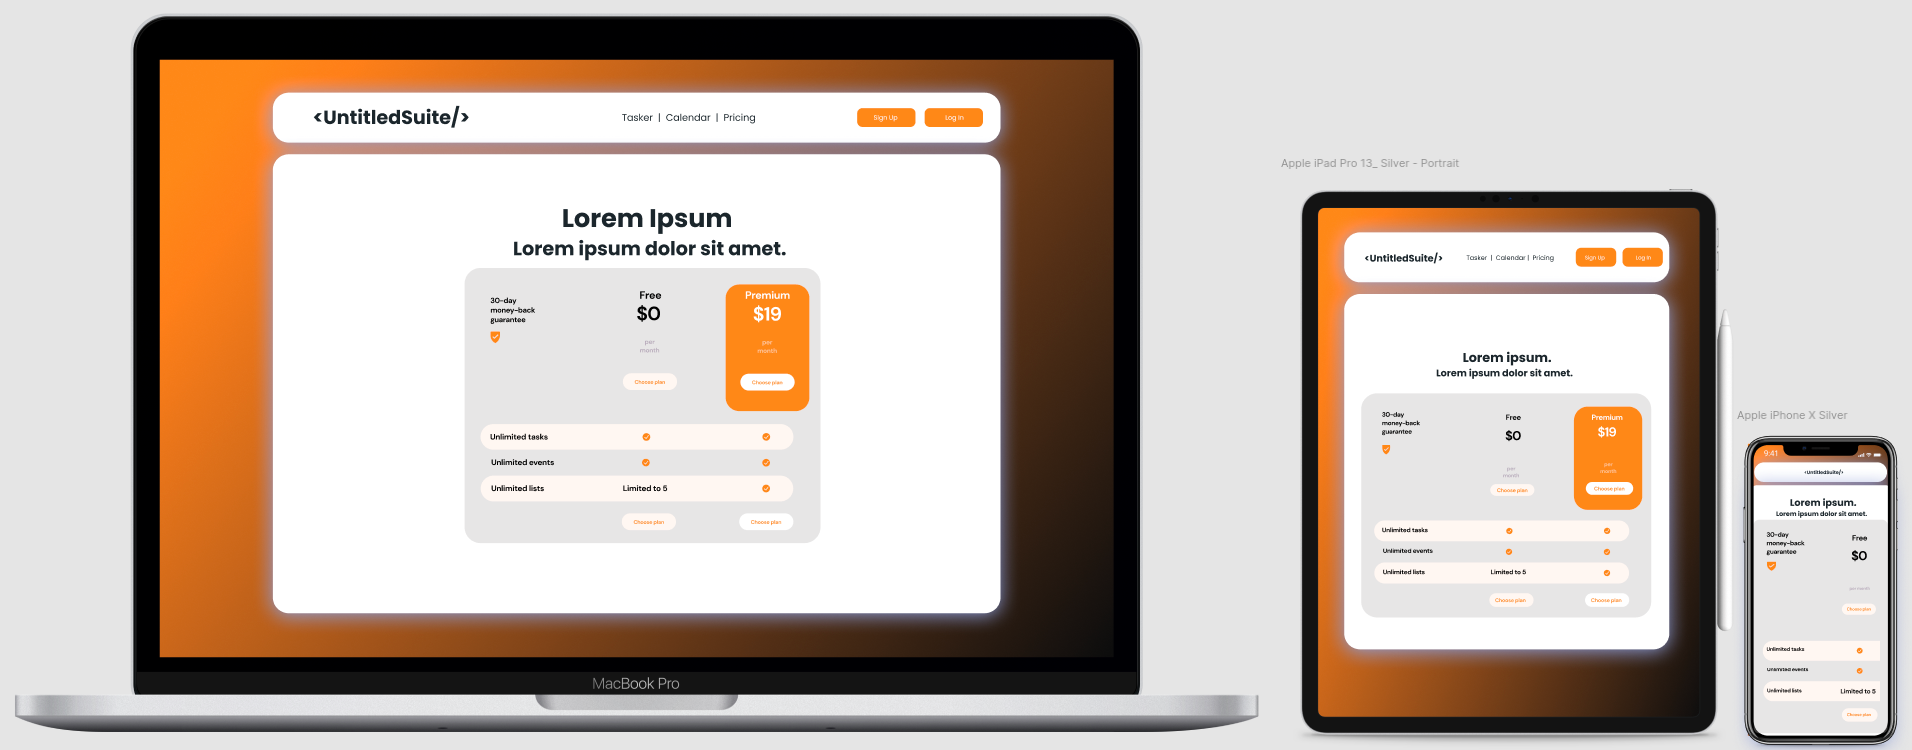 <UntitledSuite/>
Tasker | Calendar | Pricing
Sign Up
Log In
Lorem Ipsum
Lorem ipsum dolor sit amet.
30-day
money-back
guarantee
Free
$0
per
month
Choose plan
Premium
$19
per
month
Choose plan
Unlimited tasks
Unlimited events
Unlimited lists
Limited to 5
Choose plan
Choose plan
MacBook Pro
Apple iPad Pro 13_ Silver - Portrait
<UntitledSuite/>
Tasker | Calendar | Pricing
Sign Up
Log In
Lorem ipsum.
Lorem ipsum dolor sit amet.
30-day
money-back
guarantee
Free
$0
per
month
Choose plan
Premium
$19
per
month
Choose plan
Unlimited tasks
Unlimited events
Unlimited lists
Limited to 5
Choose plan
Choose plan
Apple iPhone X Silver
9:41
<UntitledSuite/>
Lorem ipsum.
Lorem ipsum dolor sit amet.
30-day
money-back
guarantee
Free
$0
per month
Choose plan
Unlimited tasks
Unlimited events
Unlimited lists
Limited to 5
Choose plan